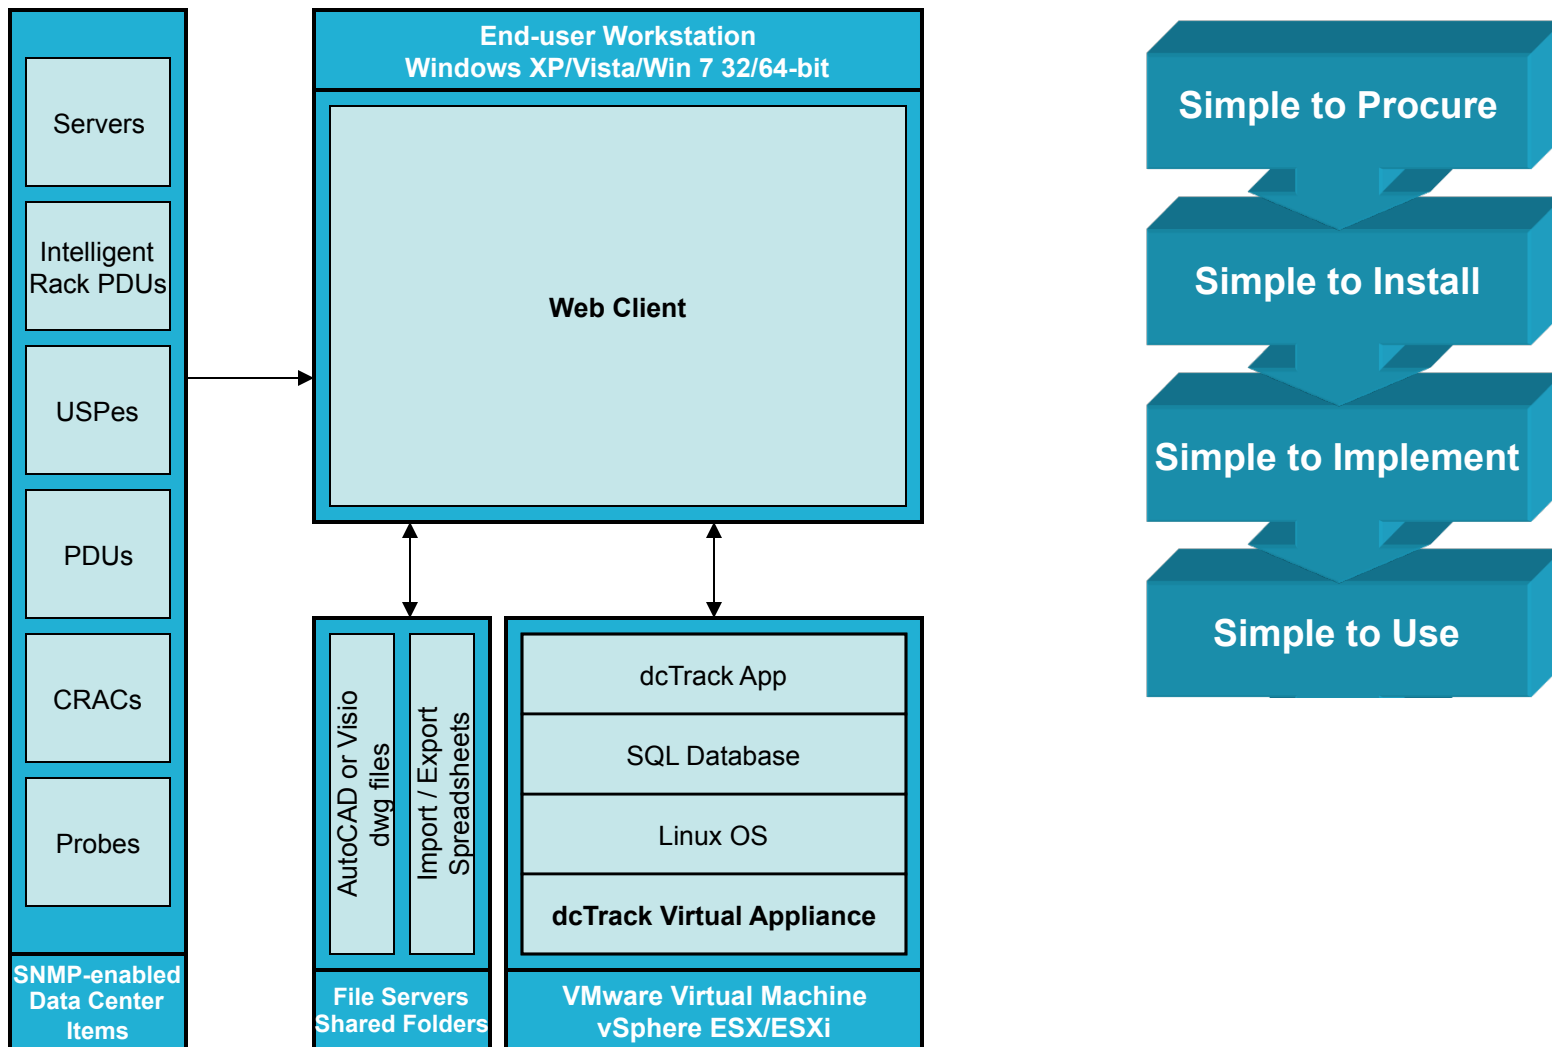 Servers
Intelligent
Rack PDUs
USPes
PDUs
CRACs
Probes
SNMP-enabled
Data Center
Items
End-user Workstation
Windows XP/Vista/Win 7 32/64-bit
Web Client
AutoCAD or Visio
dwg files
Import / Export
Spreadsheets
File Servers
Shared Folders
dcTrack App
SQL Database
Linux OS
dcTrack Virtual Appliance
VMware Virtual Machine
vSphere ESX/ESXi
Simple to Procure
Simple to Install
Simple to Implement
Simple to Use